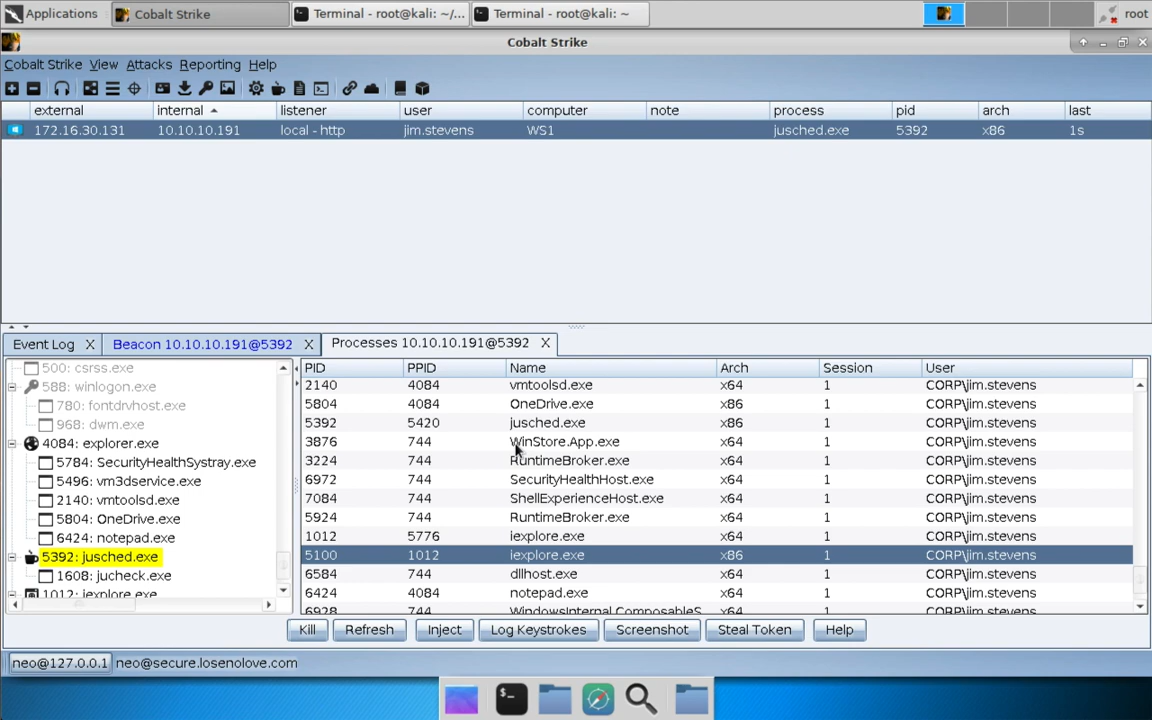 Applications Cobalt Strike Terminal - root@kali: ~/... Terminal - root@kali: ~ root
Cobalt Strike
Cobalt Strike View Attacks Reporting Help
external internal listener user computer note process pid arch last
172.16.30.131 10.10.10.191 local - http jim.stevens WS1 jusched.exe 5392 x86 1s
Event Log X Beacon 10.10.10.191@5392 X Processes 10.10.10.191@5392 X
500: csrss.exe
588: winlogon.exe
780: fontdrvhost.exe
968: dwm.exe
4084: explorer.exe
5784: SecurityHealthSystray.exe
5496: vm3dservice.exe
2140: vmtoolsd.exe
5804: OneDrive.exe
6424: notepad.exe
5392: jusched.exe
1608: jucheck.exe
1012: iexplore.exe
PID PPID Name Arch Session User
2140 4084 vmtoolsd.exe x64 1 CORP\jim.stevens
5804 4084 OneDrive.exe x86 1 CORP\jim.stevens
5392 5420 jusched.exe x86 1 CORP\jim.stevens
3876 744 WinStore.App.exe x64 1 CORP\jim.stevens
3224 744 RuntimeBroker.exe x64 1 CORP\jim.stevens
6972 744 SecurityHealthHost.exe x64 1 CORP\jim.stevens
7084 744 ShellExperienceHost.exe x64 1 CORP\jim.stevens
5924 744 RuntimeBroker.exe x64 1 CORP\jim.stevens
1012 5776 iexplore.exe x64 1 CORP\jim.stevens
5100 1012 iexplore.exe x86 1 CORP\jim.stevens
6584 744 dllhost.exe x64 1 CORP\jim.stevens
6424 4084 notepad.exe x64 1 CORP\jim.stevens
6928 744 WindowsInternal.ComposableS... x64 1 CORP\jim.stevens
Kill Refresh Inject Log Keystrokes Screenshot Steal Token Help
neo@127.0.0.1 neo@secure.losenolove.com